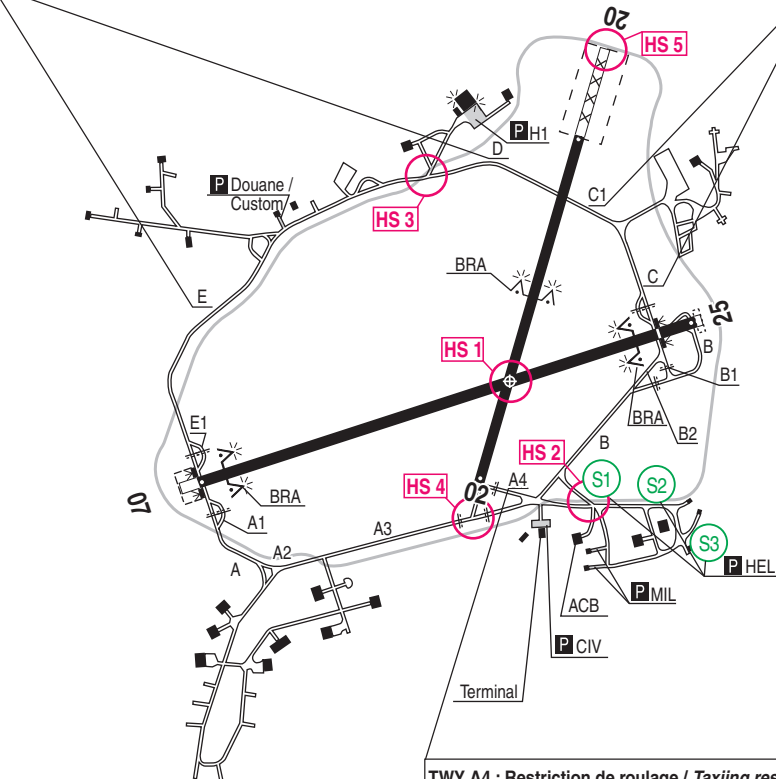 20
HS 5
P H1
D
P Douane /
Custom
HS 3
C1
BRA
C
E
25
HS 1
B
B1
BRA
B2
E1
B
HS 2
07
BRA
HS 4
02
A4
S1
S2
A1
A3
S3
A2
A
P HEL
P MIL
ACB
P CIV
Terminal
TWY A4 : Restriction de roulage / Taxiing res